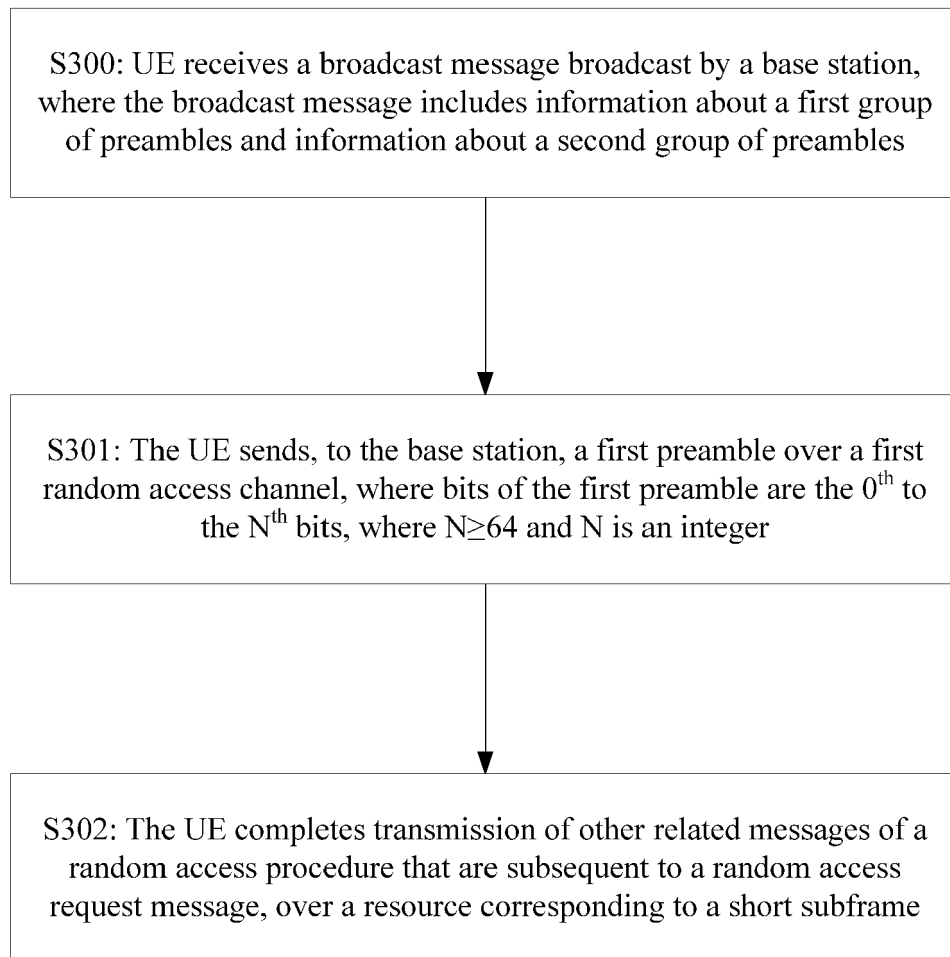 S300: UE receives a broadcast message broadcast by a base station,
where the broadcast message includes information about a first group
of preambles and information about a second group of preambles
S301: The UE sends, to the base station, a first preamble over a first
random access channel, where bits of the first preamble are the 0th to
the Nth bits, where N≥64 and N is an integer
S302: The UE completes transmission of other related messages of a
random access procedure that are subsequent to a random access
request message, over a resource corresponding to a short subframe